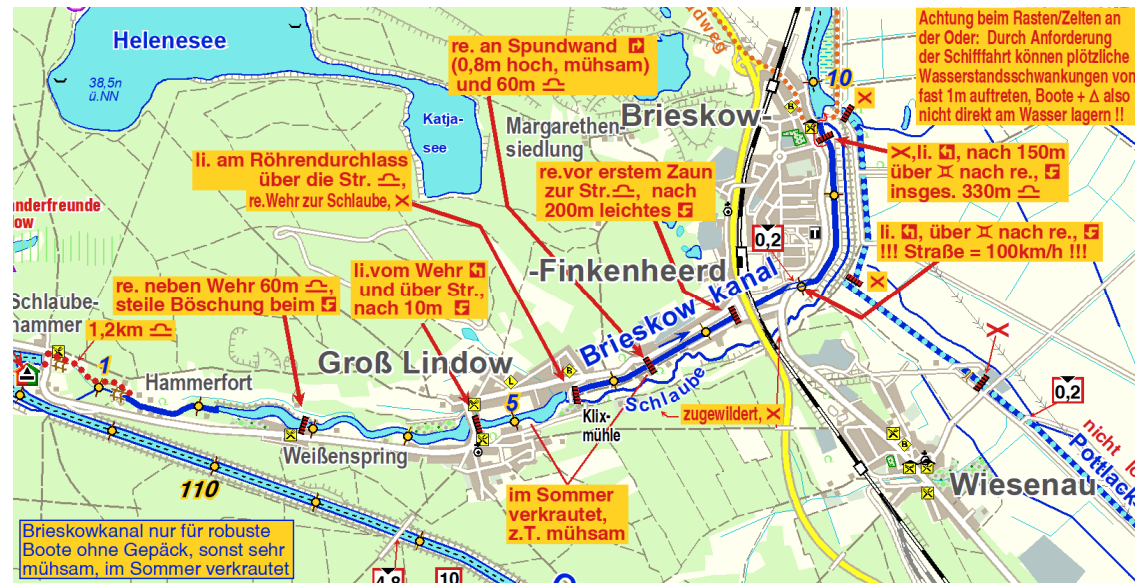 Helenesee
38,5n
ü.NN
Katja-
see
re. an Spundwand
(0,8m hoch, mühsam)
und 60m
Margarethen-
siedlung
Brieskow-
10
Achtung beim Rasten/Zelten an
der Oder: Durch Anforderung
der Schifffahrt können plötzliche
Wasserstandsschwankungen von
fast 1m auftreten, Boote + Δ also
nicht direkt am Wasser lagern !!
li. am Röhrendurchlass
über die Str.
re.Wehr zur Schlaube,
re.vor erstem Zaun
zur Str. , nach
200m leichtes
,li. , nach 150m
über nach re.,
insges. 330m
li. , über nach re.,
!!! Straße = 100km/h !!!
0,2
T
anderfreunde
ow
Schlaube-
hammer
1,2km
1
Hammerfort
re. neben Wehr 60m
steile Böschung beim
li.vom Wehr
und über Str.,
nach 10m
-Finkenheerd
Brieskow kanal
Groß Lindow
L
B
B
5
Klix-
mühle
Schlaube
zugewildert,
Weißenspring
110
im Sommer
verkrautet,
z.T. mühsam
0,2
nicht
Pottlack-
B
Wiesenau
Brieskowkanal nur für robuste
Boote ohne Gepäck, sonst sehr
mühsam, im Sommer verkrautet
4,8
10